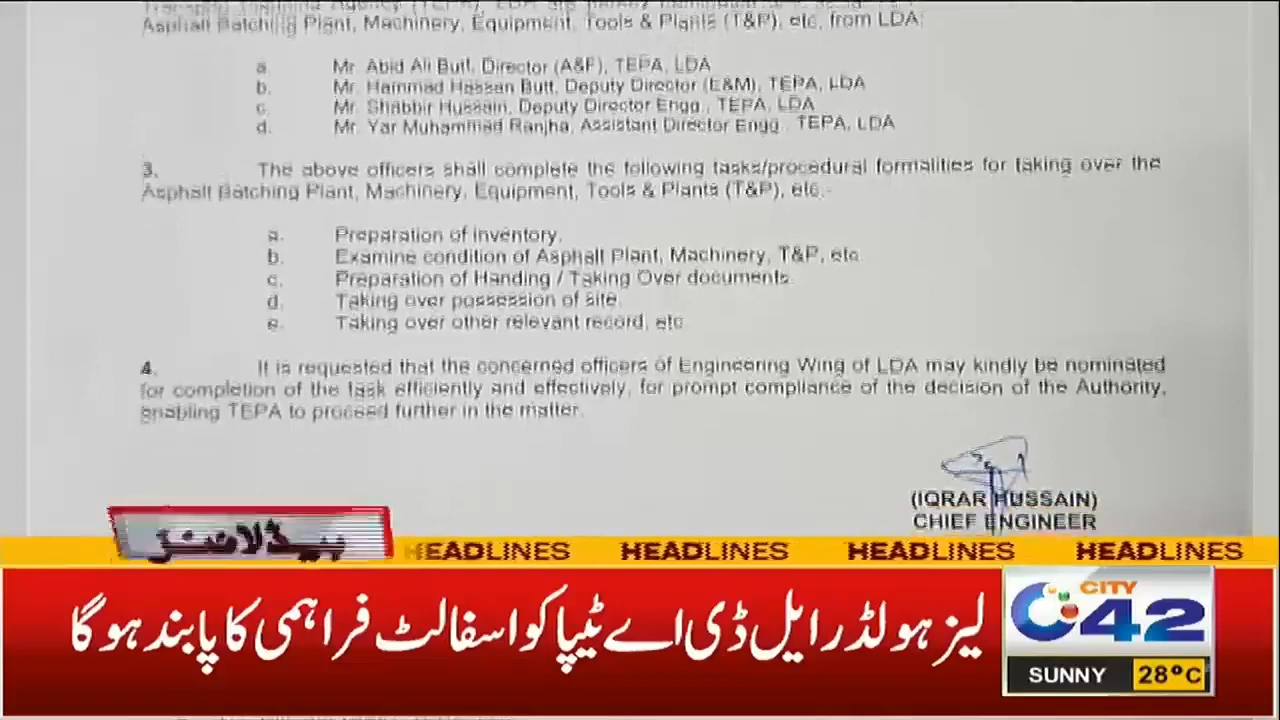 Asphalt Batching Plant, Machinery, Equipment, Tools & Plants (T&P), etc, from LDA
a. Mr. Abid Ali Butt, Director (A&F), TEPA, LDA
b. Mr. Hammad Hassan Butt, Deputy Director (E&M), TEPA, LDA
c. Mr. Shabbir Hussain, Deputy Director Engg., TEPA, LDA
d. Mr. Yar Muhammad Ranjha, Assistant Director Engg., TEPA, LDA
3. The above officers shall complete the following tasks/procedural formalities for taking over the
Asphalt Batching Plant, Machinery, Equipment, Tools & Plants (T&P), etc.-
a. Preparation of inventory.
b. Examine condition of Asphalt Plant, Machinery, T&P, etc
c. Preparation of Handing / Taking Over documents.
d. Taking over possession of site.
e. Taking over other relevant record, etc
4. It is requested that the concerned officers of Engineering Wing of LDA may kindly be nominated
for completion of the task efficiently and effectively, for prompt compliance of the decision of the Authority,
enabling TEPA to proceed further in the matter.
(IQRAR HUSSAIN)
CHIEF ENGINEER
ہیڈلائنز
HEADLINES HEADLINES HEADLINES HEADLINES
لیز ہولڈر ایل ڈی اے ٹیپا کو اسفالٹ فراہمی کا پابند ہوگا
CITY
42
SUNNY 28°C